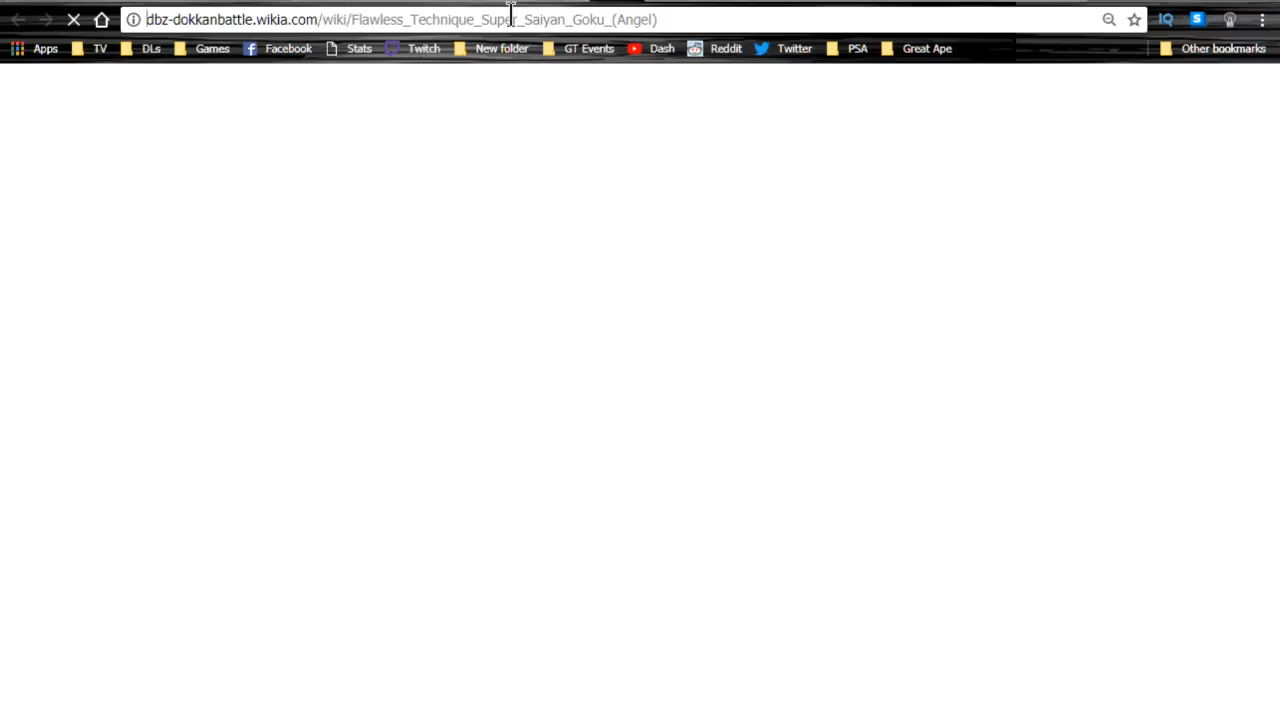 dbz-dokkanbattle.wikia.com/wiki/Flawless_Technique_Super_Saiyan_Goku_(Angel)
IQ S
Apps TV DLs Games Facebook Stats Twitch New folder GT Events Dash Reddit Twitter PSA Great Ape Other bookmarks